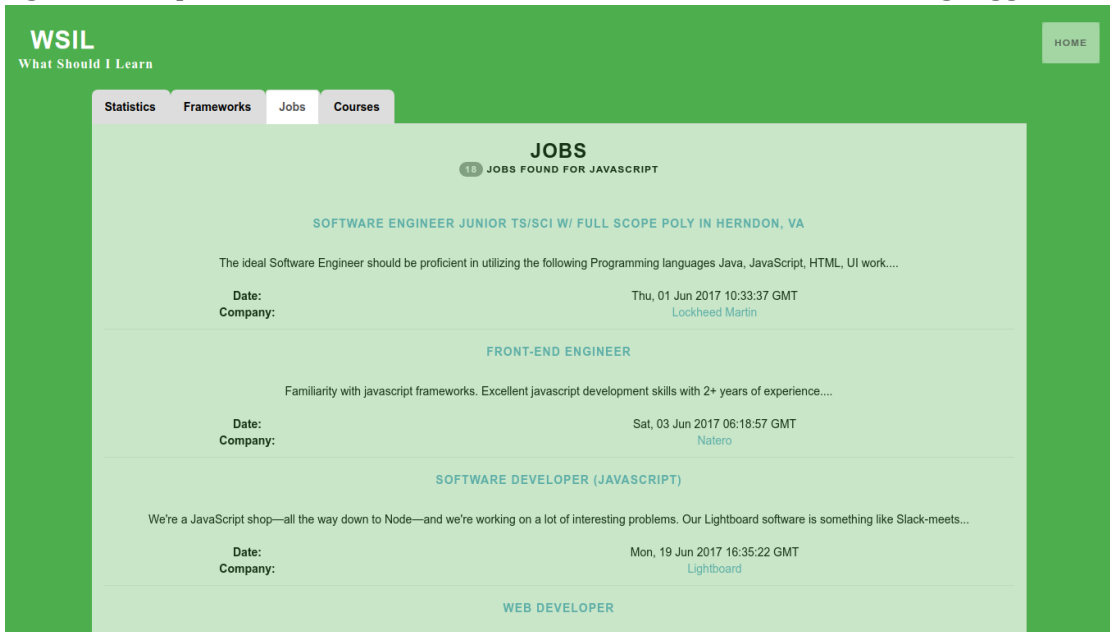 WSIL
What Should I Learn
HOME
Statistics Frameworks Jobs Courses
JOBS
18 JOBS FOUND FOR JAVASCRIPT
SOFTWARE ENGINEER JUNIOR TS/SCI W/ FULL SCOPE POLY IN HERNDON, VA
The ideal Software Engineer should be proficient in utilizing the following Programming languages Java, JavaScript, HTML, UI work....
Date: Thu, 01 Jun 2017 10:33:37 GMT
Company: Lockheed Martin
FRONT-END ENGINEER
Familiarity with javascript frameworks. Excellent javascript development skills with 2+ years of experience....
Date: Sat, 03 Jun 2017 06:18:57 GMT
Company: Natero
SOFTWARE DEVELOPER (JAVASCRIPT)
We're a JavaScript shop—all the way down to Node—and we're working on a lot of interesting problems. Our Lightboard software is something like Slack-meets...
Date: Mon, 19 Jun 2017 16:35:22 GMT
Company: Lightboard
WEB DEVELOPER